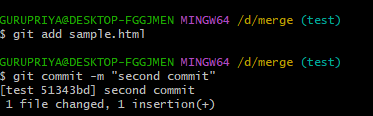 GURUPRIYA@DESKTOP-FGGJMEN MINGW64 /d/merge (test)
$ git add sample.html
GURUPRIYA@DESKTOP-FGGJMEN MINGW64 /d/merge (test)
$ git commit -m "second commit"
[test 51343bd] second commit
1 file changed, 1 insertion(+)